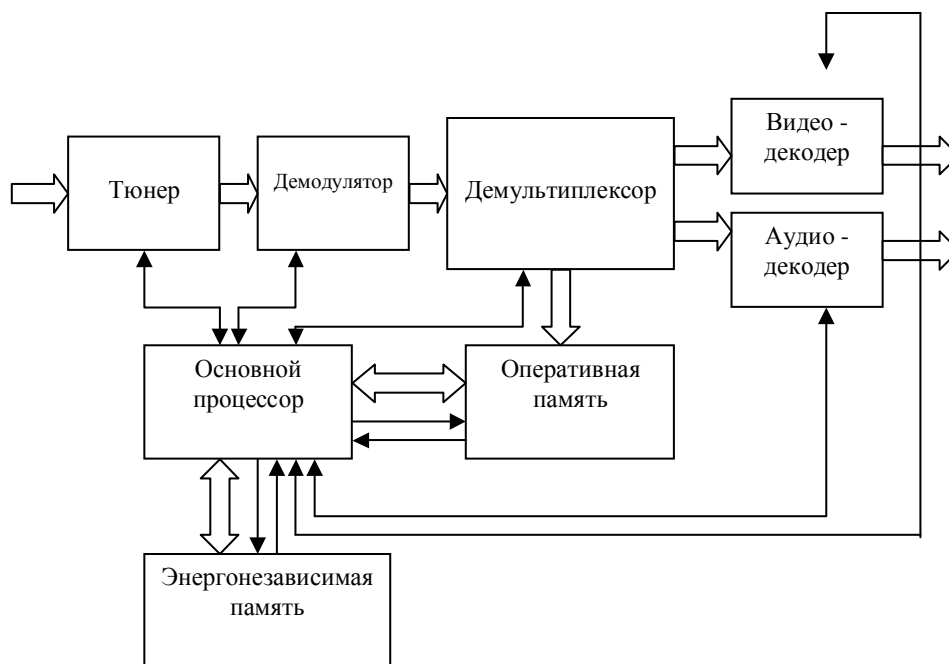 Тюнер
Демодулятор
Демультиплексор
Видео -
декодер
Аудио -
декодер
Основной
процессор
Оперативная
память
Энергонезависимая
память